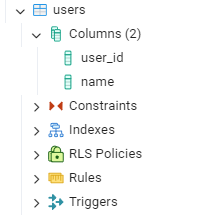 users
Columns (2)
user_id
name
Constraints
Indexes
RLS Policies
Rules
Triggers